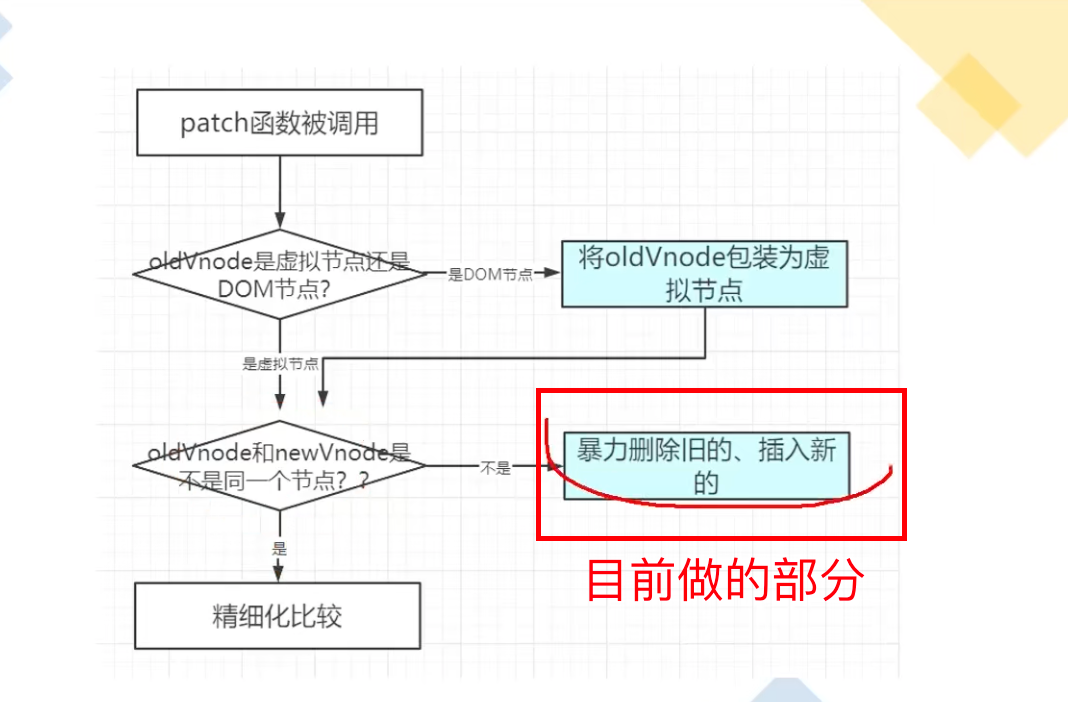 patch函数被调用
oldVnode是虚拟节点还是
DOM节点？
是DOM节点
将oldVnode包装为虚
拟节点
是虚拟节点
oldVnode和newVnode是
不是同一个节点？？
不是
暴力删除旧的、插入新
的
目前做的部分
是
精细化比较